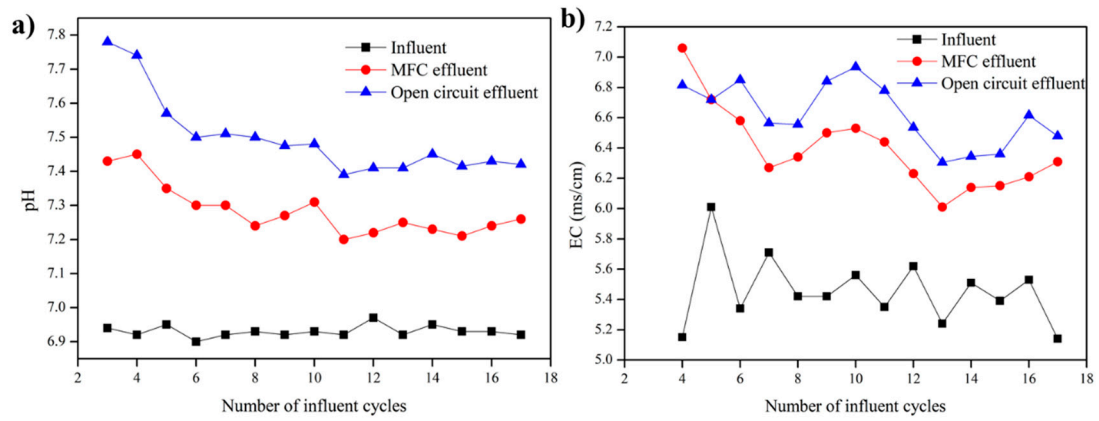 a)
7.8
7.7
7.6
7.5
7.4
7.3
7.2
7.1
7.0
6.9
pH
2 4 6 8 10 12 14 16 18
Number of influent cycles
Influent
MFC effluent
Open circuit effluent
b)
7.2
7.0
6.8
6.6
6.4
6.2
6.0
5.8
5.6
5.4
5.2
5.0
EC (ms/cm)
2 4 6 8 10 12 14 16 18
Number of influent cycles
Influent
MFC effluent
Open circuit effluent